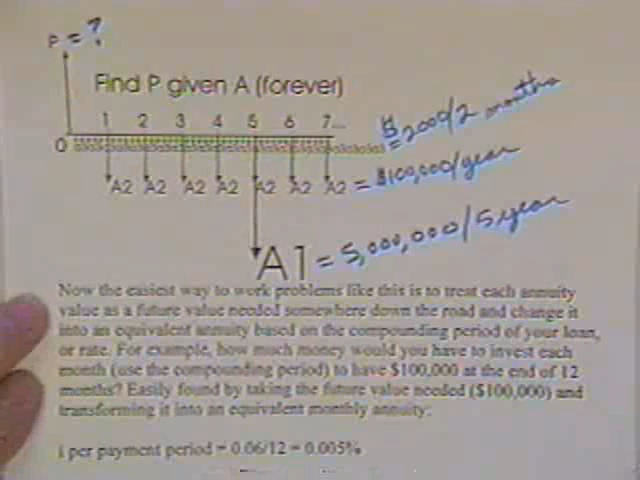 P = ?
Find P given A (forever)
1 2 3 4 5 6 7...
0
= $2000/2 months
A2 A2 A2 A2 A2 A2 A2 = $100,000/year
A1 = 5,000,000/5 year
Now the easiest way to work problems like this is to treat each annuity
value as a future value needed somewhere down the road and change it
into an equivalent annuity based on the compounding period of your loan,
or rate. For example, how much money would you have to invest each
month (use the compounding period) to have $100,000 at the end of 12
months? Easily found by taking the future value needed ($100,000) and
transforming it into an equivalent monthly annuity:
i per payment period = 0.06/12 = 0.005%